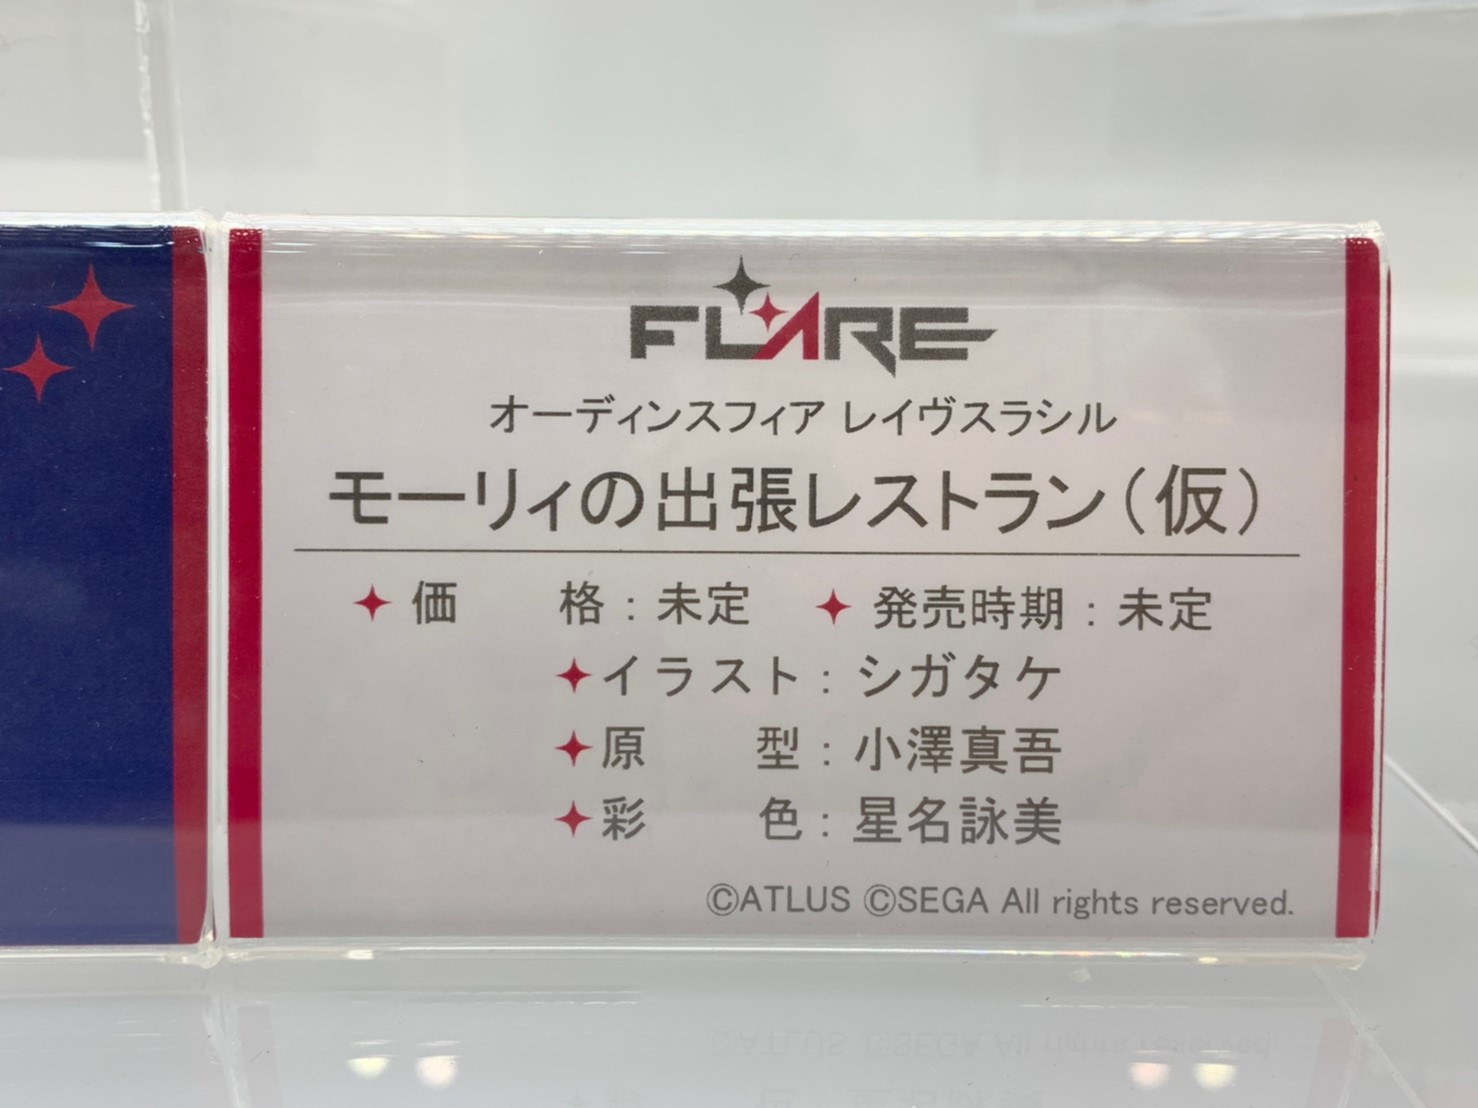 FLARE
オーディンスフィア レイヴスラシル
モーリィの出張レストラン（仮）
価　　格：未定　発売時期：未定
イラスト：シガタケ
原　　型：小澤真吾
彩　　色：星名詠美
©ATLUS ©SEGA All rights reserved.